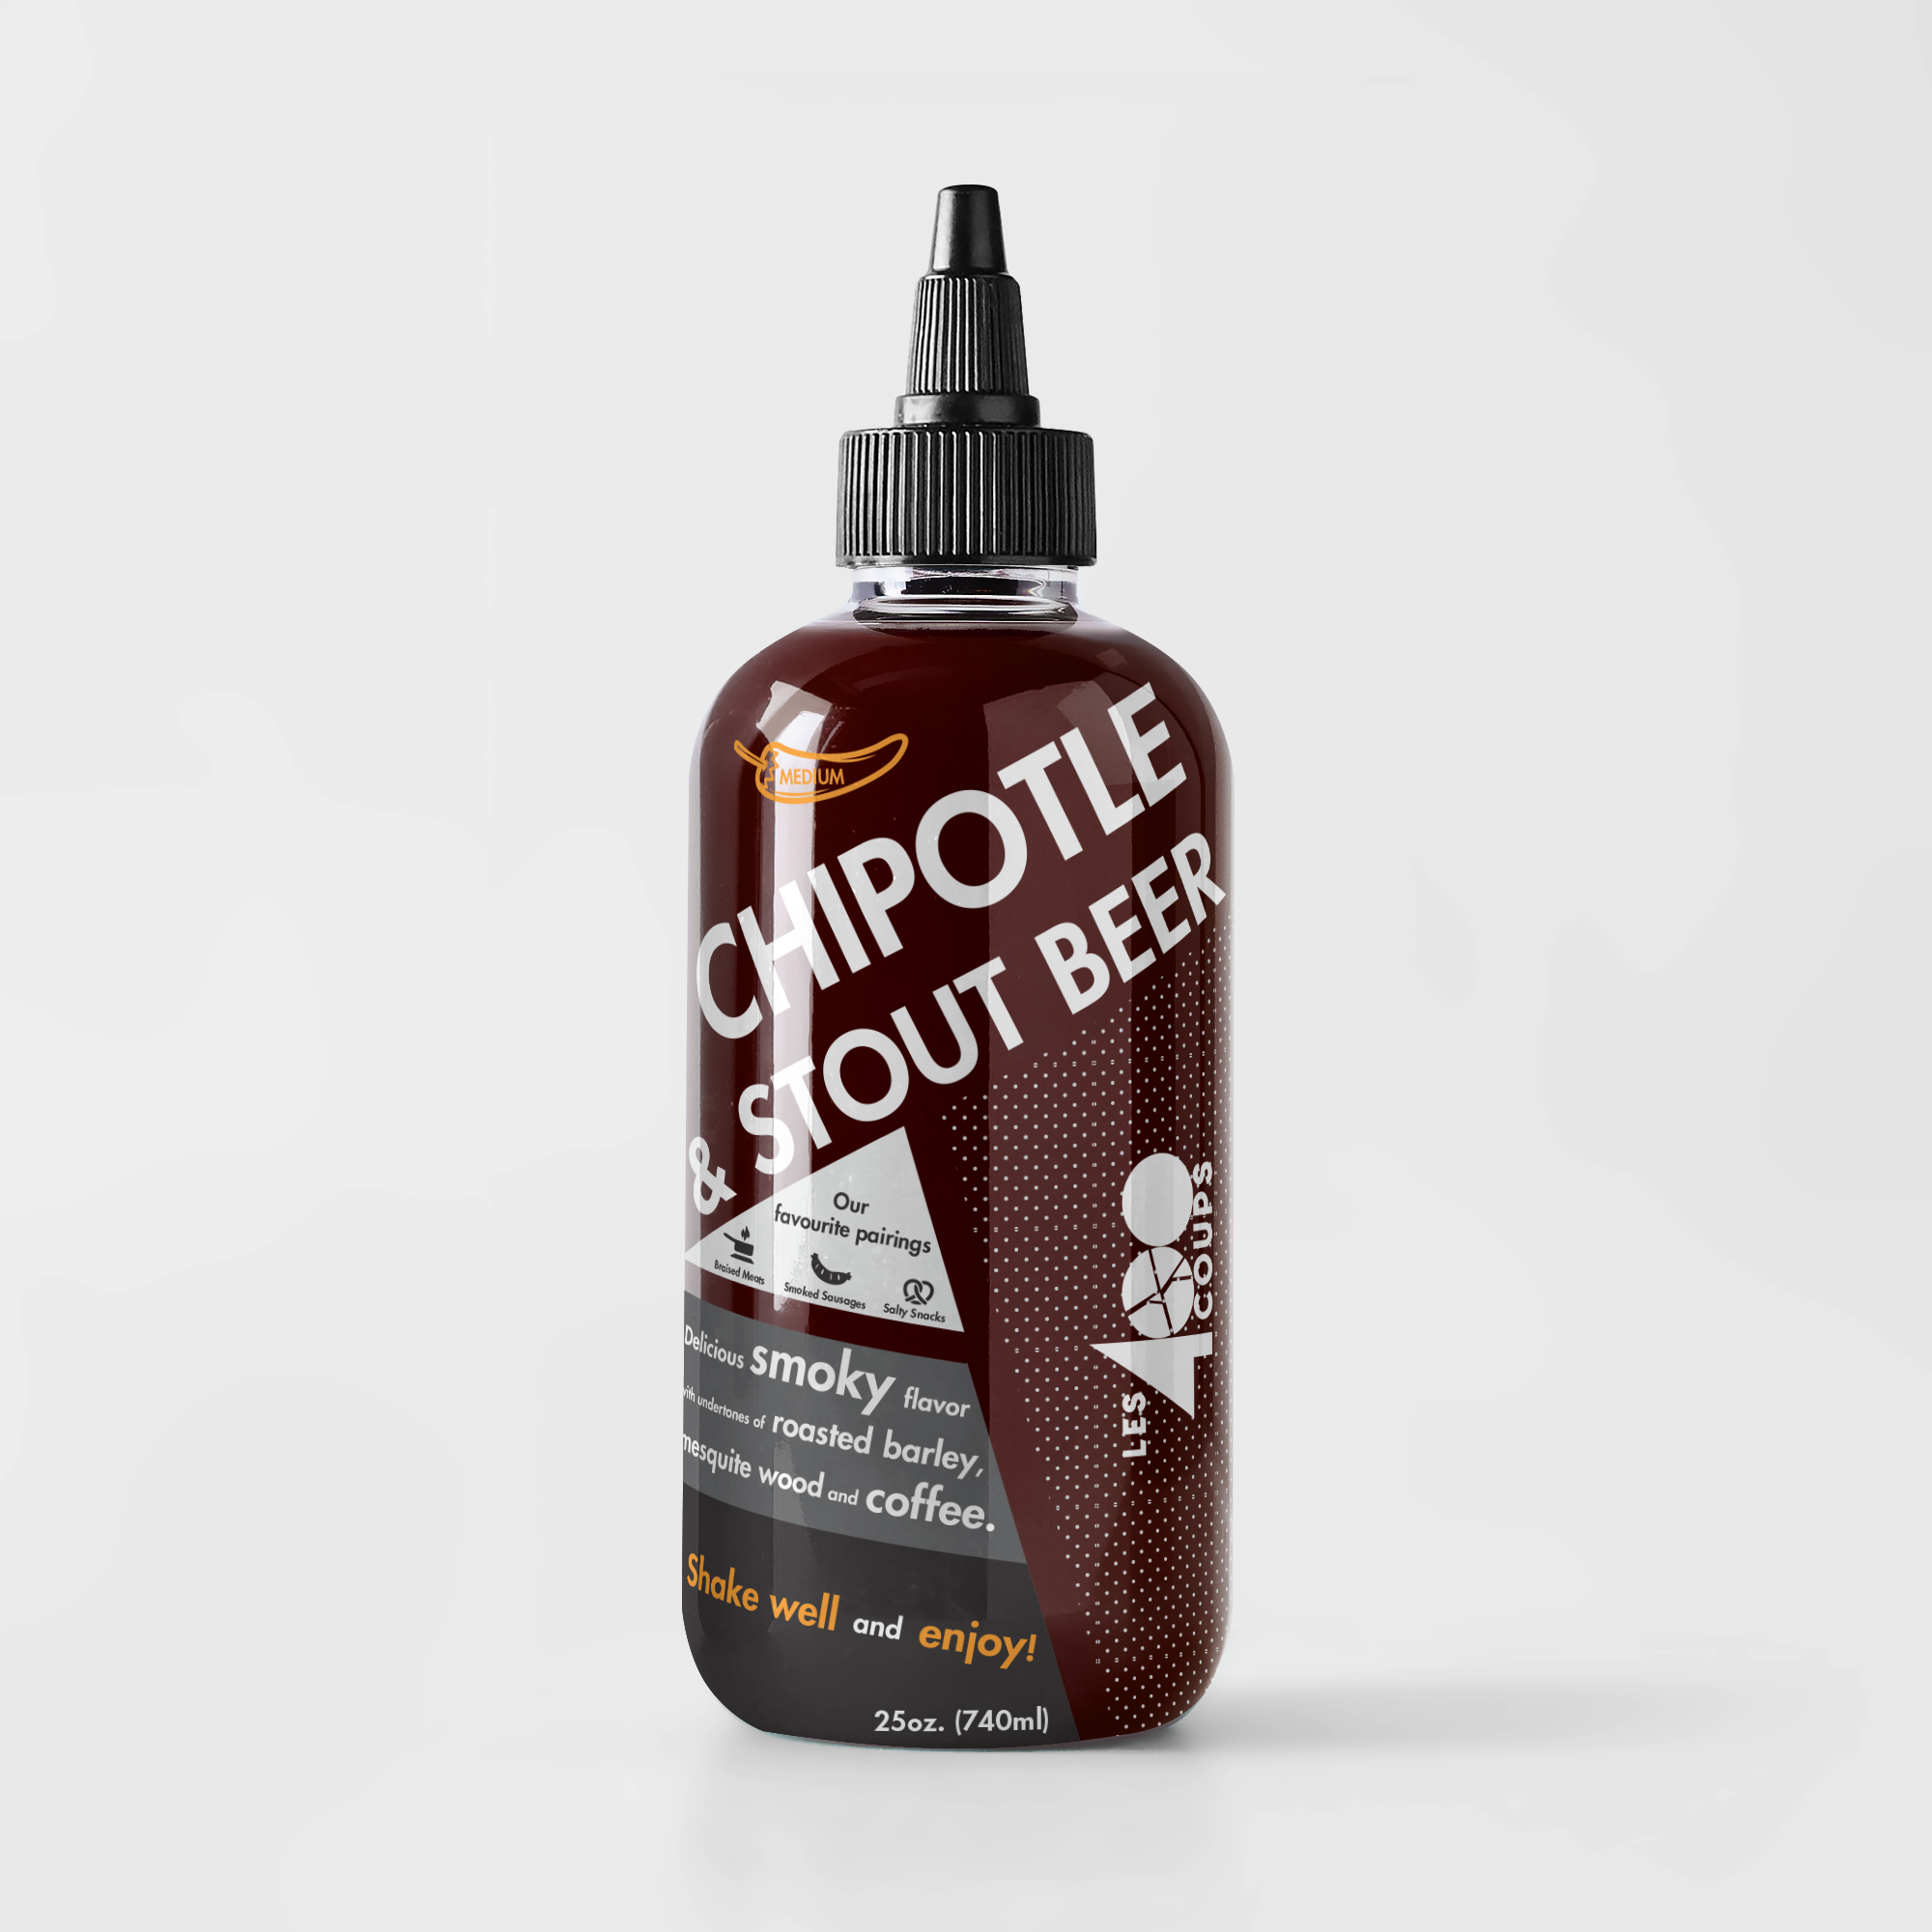 MEDIUM
CHIPOTLE
& STOUT BEER
Our
favourite pairings
Braised Meats
Smoked Sausages
Salty Snacks
Delicious smoky flavor
with undertones of roasted barley,
mesquite wood and coffee.
Shake well and enjoy!
25oz. (740ml)
LES 400
COUPS